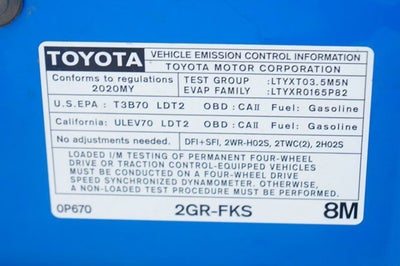 TOYOTA
VEHICLE EMISSION CONTROL INFORMATION
TOYOTA MOTOR CORPORATION
Conforms to regulations
2020MY
TEST GROUP :LTYXT03.5M5N
EVAP FAMILY :LTYXR0165P82
U.S.EPA : T3B70 LDT2 OBD : CAII Fuel: Gasoline
California: ULEV70 LDT2 OBD : CAII Fuel: Gasoline
No adjustments needed. DFI+SFI, 2WR-HO2S, 2TWC(2), 2HO2S
LOADED I/M TESTING OF PERMANENT FOUR-WHEEL
DRIVE OR TRACTION CONTROL-EQUIPPED VEHICLES
MUST BE CONDUCTED ON A FOUR-WHEEL
SPEED SYNCHRONIZED DYNAMOMETER. OTHERWISE,
A NON-LOADED TEST PROCEDURE MUST BE PERFORMED.
0P670 2GR-FKS 8M